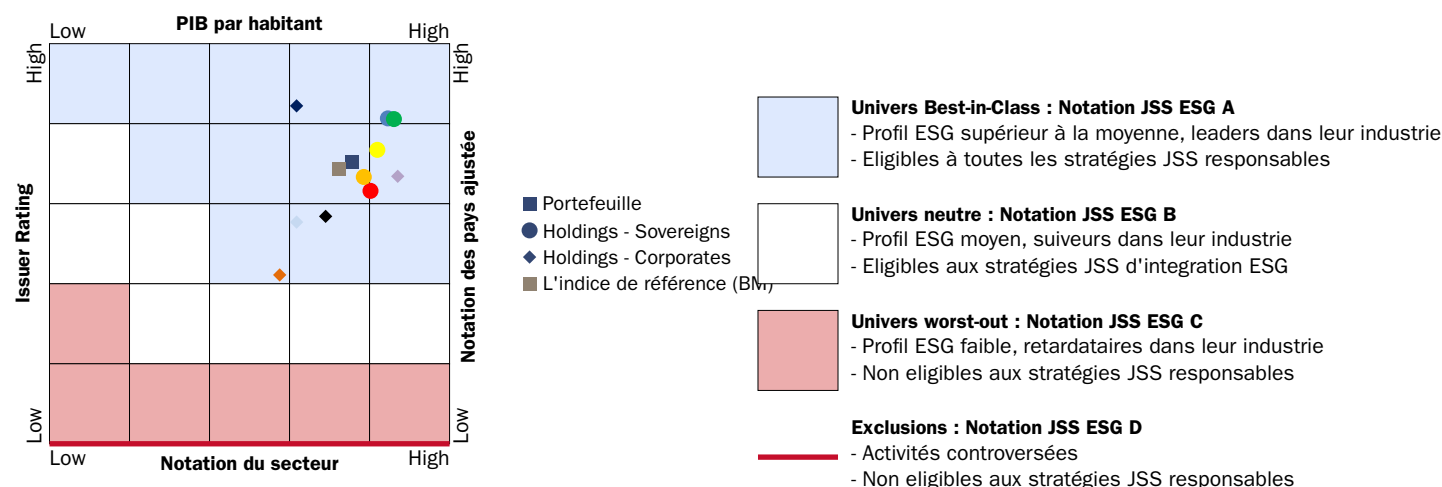 PIB par habitant
Low
High
High
High
Issuer Rating
Notation des pays ajustée
Low
Low
Low
High
Notation du secteur
Portefeuille
Holdings - Sovereigns
Holdings - Corporates
L'indice de référence (BM)
Univers Best-in-Class : Notation JSS ESG A
- Profil ESG supérieur à la moyenne, leaders dans leur industrie
- Eligibles à toutes les stratégies JSS responsables
Univers neutre : Notation JSS ESG B
- Profil ESG moyen, suiveurs dans leur industrie
- Eligibles aux stratégies JSS d'integration ESG
Univers worst-out : Notation JSS ESG C
- Profil ESG faible, retardataires dans leur industrie
- Non eligibles aux stratégies JSS responsables
Exclusions : Notation JSS ESG D
- Activités controversées
- Non eligibles aux stratégies JSS responsables